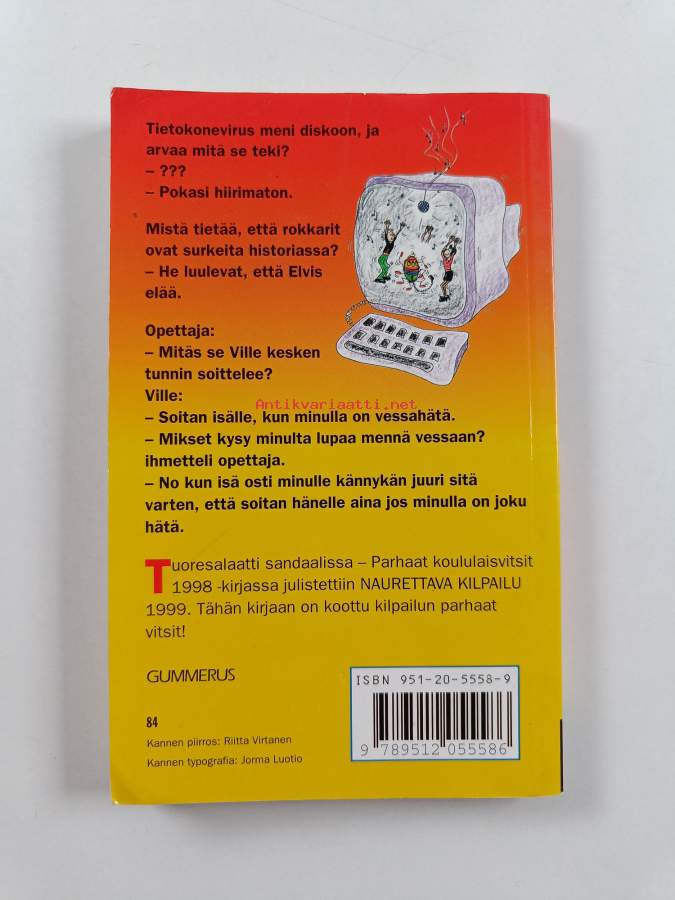 Tietokonevirus meni diskoon, ja
arvaa mitä se teki?
– ???
– Pokasi hiirimaton.
Mistä tietää, että rokkarit
ovat surkeita historiassa?
– He luulevat, että Elvis
elää.
Opettaja:
– Mitäs se Ville kesken
tunnin soittelee?
Ville:
– Soitan isälle, kun minulla on vessahätä.
– Mikset kysy minulta lupaa mennä vessaan?
ihmetteli opettaja.
– No kun isä osti minulle kännykän juuri sitä
varten, että soitan hänelle aina jos minulla on joku
hätä.
Tuoresalaatti sandaalissa – Parhaat koululaisvitsit
1998 -kirjassa julistettiin NAURETTAVA KILPAILU
1999. Tähän kirjaan on koottu kilpailun parhaat
vitsit!
GUMMERUS
84
Kannen piirros: Riitta Virtanen
Kannen typografia: Jorma Luotio
ISBN 951-20-5558-9
9 789512 055586
Antikvariaatti.net